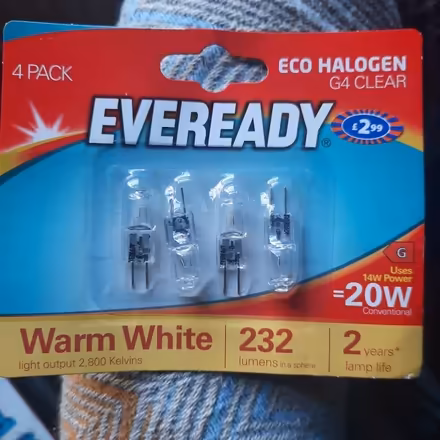 4 PACK
ECO HALOGEN
G4 CLEAR
EVEREADY®
£2.99
G
Uses
14W Power
=20W
Conventional
Warm White
light output 2,800 Kelvins
232
lumens in a sphere
2 years*
lamp life